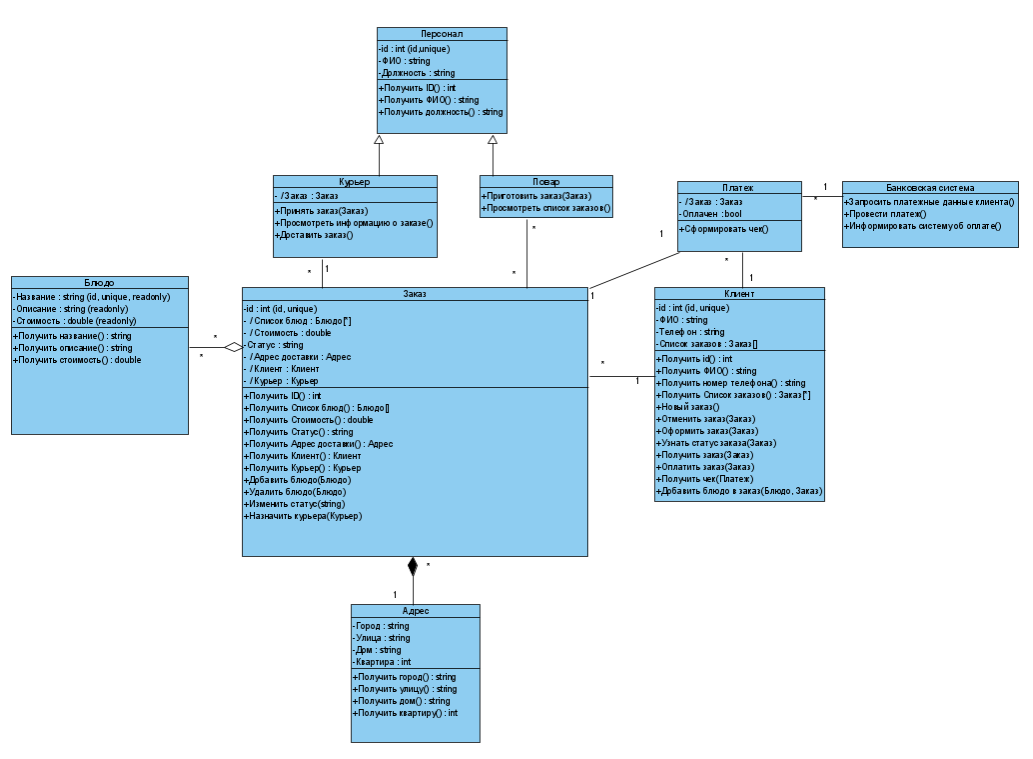 Персонал
-id : int (id,unique)
-ФИО : string
-Должность : string
+Получить ID() : int
+Получить ФИО() : string
+Получить должность() : string
Курьер
- / Заказ : Заказ
+Принять заказ(Заказ)
+Просмотреть информацию о заказе()
+Доставить заказ()
Повар
+Приготовить заказ(Заказ)
+Просмотреть список заказов()
Платеж
- / Заказ : Заказ
-Оплачен : bool
+Сформировать чек()
1
*
Банковская система
+Запросить платежные данные клиента()
+Провести платеж()
+Информировать систему об оплате()
*
1
*
*
1
1
*
1
Блюдо
-Название : string (id, unique, readonly)
-Описание : string (readonly)
-Стоимость : double (readonly)
+Получить название() : string
+Получить описание() : string
+Получить стоимость() : double
*
*
Заказ
-id : int (id, unique)
- / Список блюд : Блюдо[*]
- / Стоимость : double
-Статус : string
- / Адрес доставки : Адрес
- / Клиент : Клиент
- / Курьер : Курьер
+Получить ID() : int
+Получить Список блюд() : Блюдо[]
+Получить Стоимость() : double
+Получить Статус() : string
+Получить Адрес доставки() : Адрес
+Получить Клиент() : Клиент
+Получить Курьер() : Курьер
+Добавить блюдо(Блюдо)
+Удалить блюдо(Блюдо)
+Изменить статус(string)
+Назначить курьера(Курьер)
*
1
Клиент
-id : int (id, unique)
-ФИО : string
-Телефон : string
-Список заказов : Заказ[]
+Получить id() : int
+Получить ФИО() : string
+Получить номер телефона() : string
+Получить Список заказов() : Заказ[*]
+Новый заказ()
+Отменить заказ(Заказ)
+Оформить заказ(Заказ)
+Узнать статус заказа(Заказ)
+Получить заказ(Заказ)
+Оплатить заказ(Заказ)
+Получить чек(Платеж)
+Добавить блюдо в заказ(Блюдо, Заказ)
*
1
Адрес
-Город : string
-Улица : string
-Дом : string
-Квартира : int
+Получить город() : string
+Получить улицу() : string
+Получить дом() : string
+Получить квартиру() : int